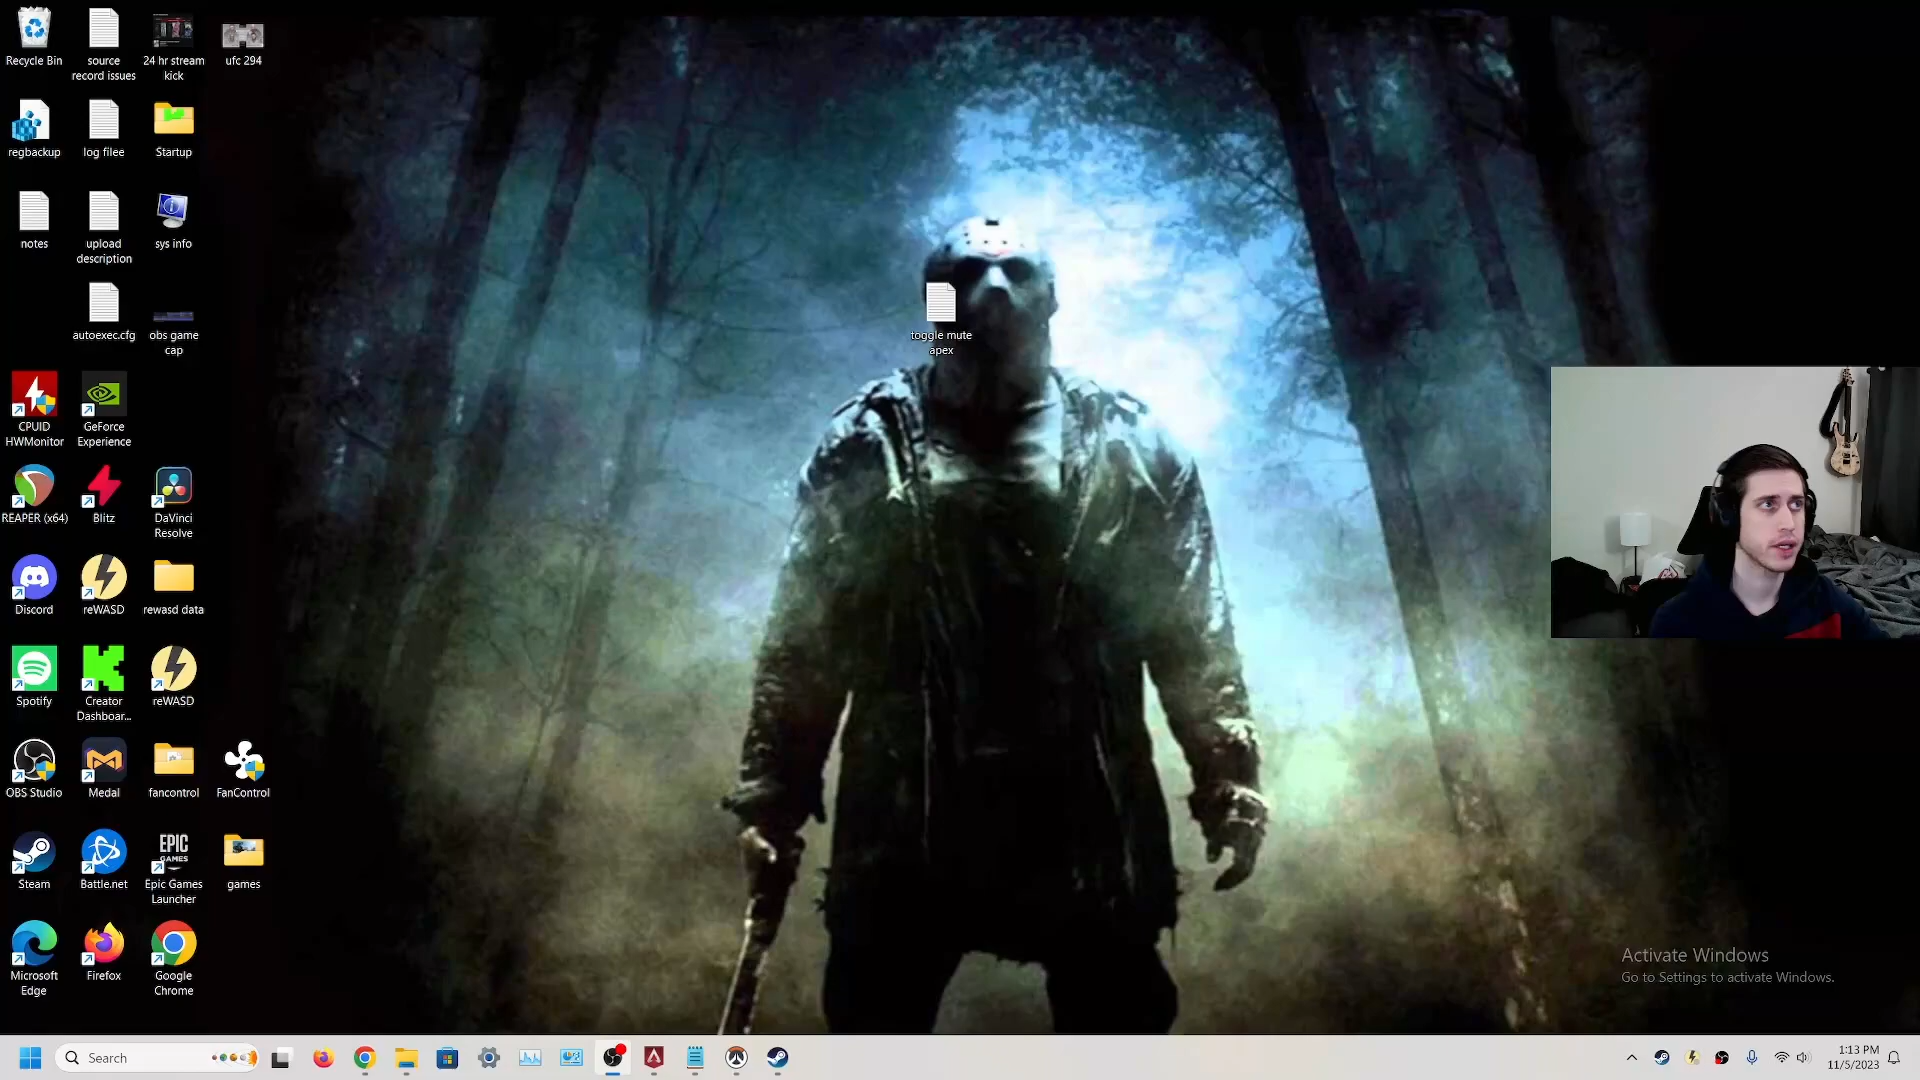 Recycle Bin
source
record issues
24 hr stream
kick
ufc 294
regbackup
log filee
Startup
notes
upload
description
sys info
autoexec.cfg
obs game
cap
toggle mute
apex
CPUID
HWMonitor
GeForce
Experience
REAPER (x64)
Blitz
DaVinci
Resolve
Discord
reWASD
rewasd data
Spotify
Creator
Dashboar...
reWASD
OBS Studio
Medal
fancontrol
FanControl
Steam
Battle.net
EPIC
GAMES
Epic Games
Launcher
games
Microsoft
Edge
Firefox
Google
Chrome
Activate Windows
Go to Settings to activate Windows.
Search
1:13 PM
11/5/2023